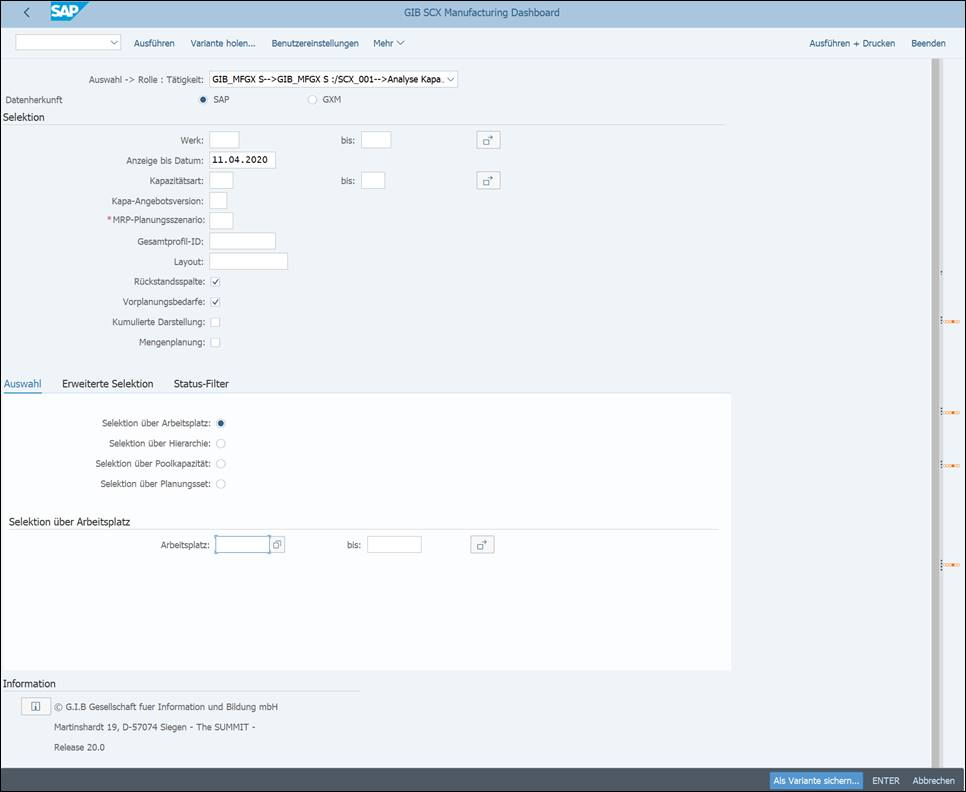 SAP GIB SCX Manufacturing Dashboard
Ausführen Variante holen... Benutzereinstellungen Mehr Ausführen + Drucken Beenden
Auswahl -> Rolle : Tätigkeit: GIB_MFGX S-->GIB_MFGX S :/SCX_001-->Analyse Kapa..
Datenherkunft SAP GXM
Selektion
Werk: bis:
Anzeige bis Datum: 11.04.2020
Kapazitätsart: bis:
Kapa-Angebotsversion:
*MRP-Planungsszenario:
Gesamtprofil-ID:
Layout:
Rückstandsspalte:
Vorplanungsbedarfe:
Kumulierte Darstellung:
Mengenplanung:
Auswahl Erweiterte Selektion Status-Filter
Selektion über Arbeitsplatz:
Selektion über Hierarchie:
Selektion über Poolkapazität:
Selektion über Planungsset:
Selektion über Arbeitsplatz
Arbeitsplatz: bis:
Information
© G.I.B Gesellschaft fuer Information und Bildung mbH
Martinshardt 19, D-57074 Siegen - The SUMMIT -
Release 20.0
Als Variante sichern... ENTER Abbrechen